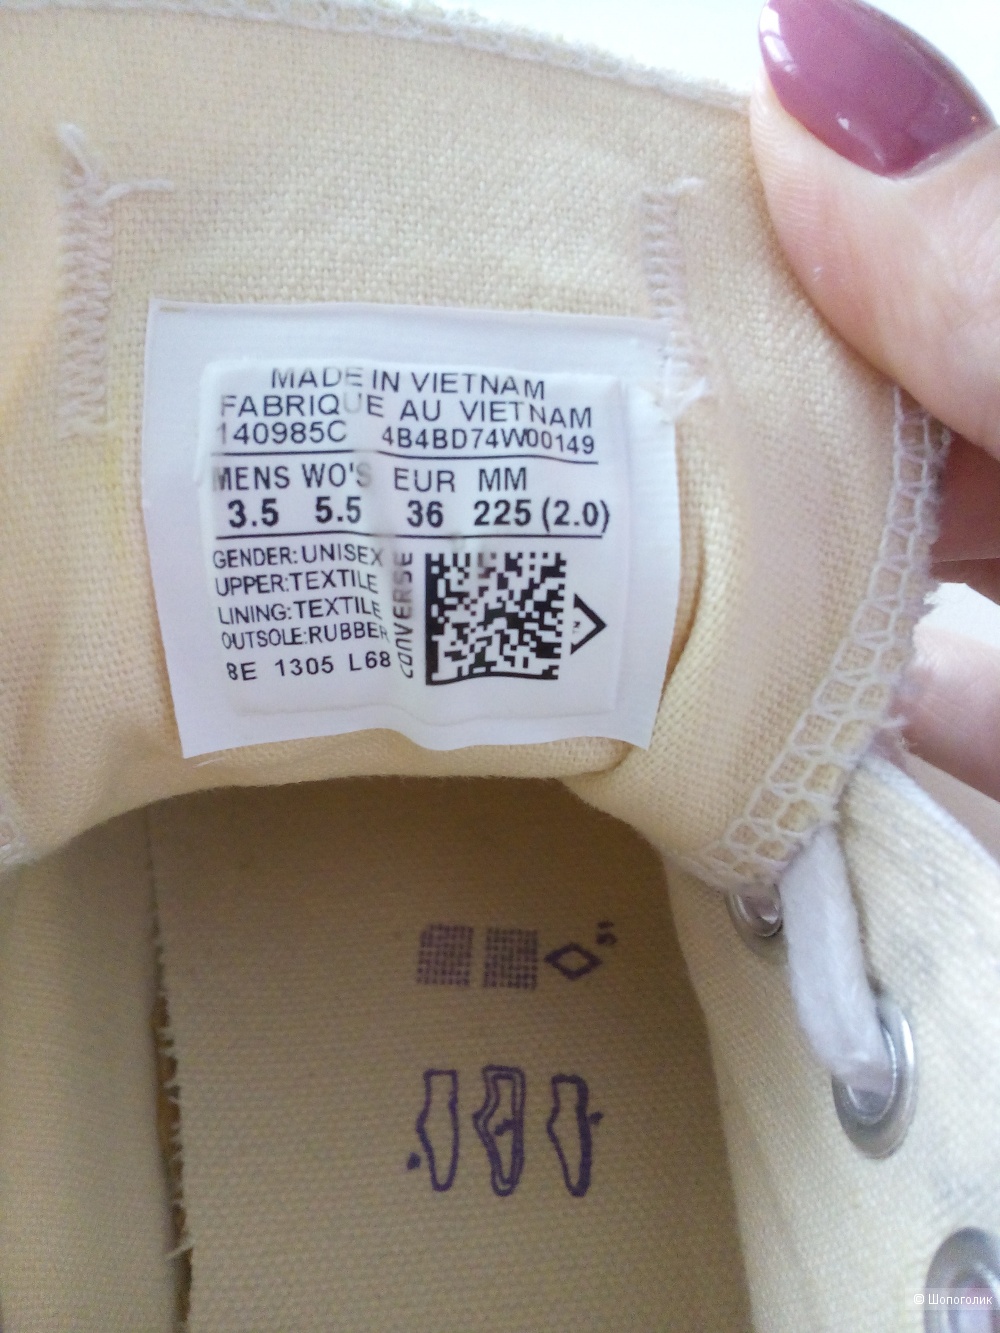 MADE IN VIETNAM
FABRIQUE AU VIETNAM
140985C 4B4BD74W00149
MENS WO'S EUR MM
3.5 5.5 36 225 (2.0)
GENDER: UNISEX
UPPER:TEXTILE
LINING:TEXTILE
OUTSOLE:RUBBER
8E 1305 L68
CONVERSE
31
© Шопоголик